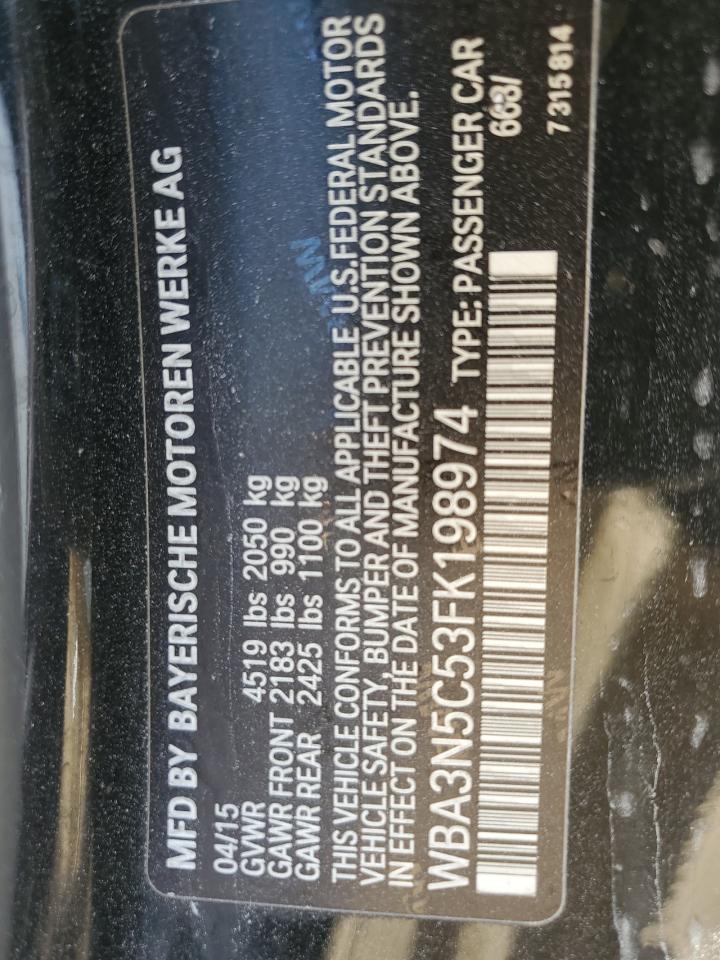 MFD BY BAYERISCHE MOTOREN WERKE AG
04/15
GVWR 4519 lbs 2050 kg
GAWR FRONT 2183 lbs 990 kg
GAWR REAR 2425 lbs 1100 kg
THIS VEHICLE CONFORMS TO ALL APPLICABLE U.S.FEDERAL MOTOR
VEHICLE SAFETY, BUMPER AND THEFT PREVENTION STANDARDS
IN EFFECT ON THE DATE OF MANUFACTURE SHOWN ABOVE.
WBA3N5C53FK198974 TYPE: PASSENGER CAR
663/
7 315 814